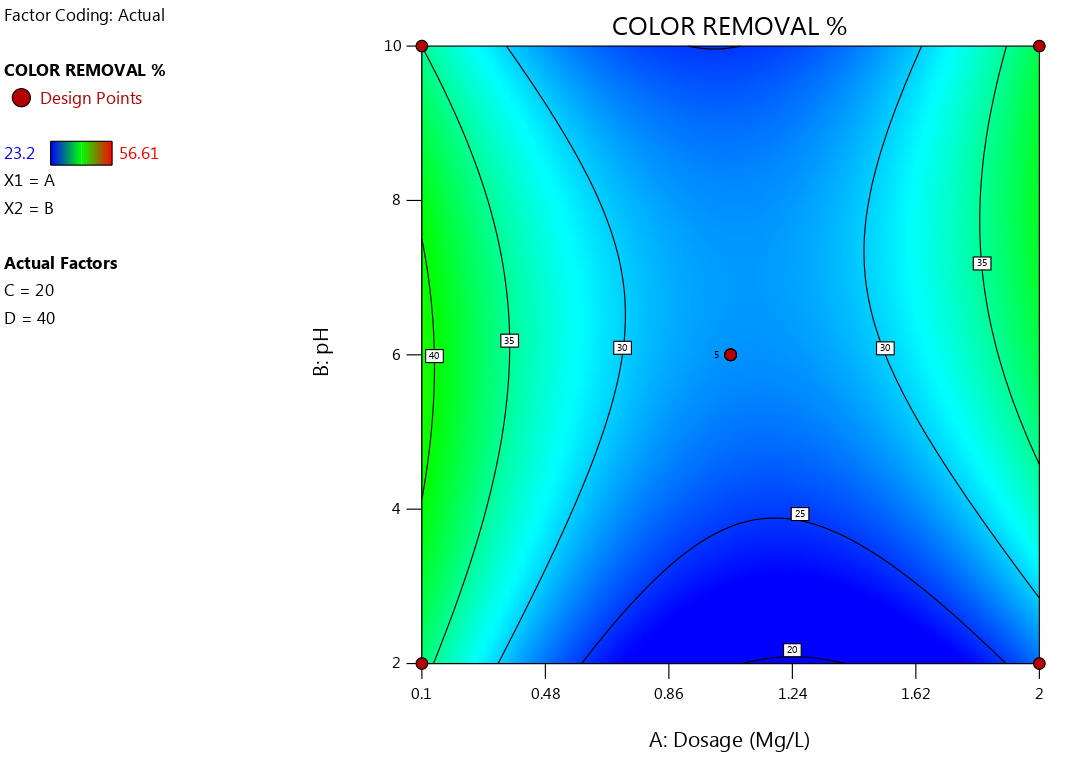 Factor Coding: Actual
COLOR REMOVAL %
Design Points
23.2 56.61
X1 = A
X2 = B
Actual Factors
C = 20
D = 40
COLOR REMOVAL %
B: pH
10
8
6
4
2
40
35
30
5
30
35
25
20
0.1 0.48 0.86 1.24 1.62 2
A: Dosage (Mg/L)